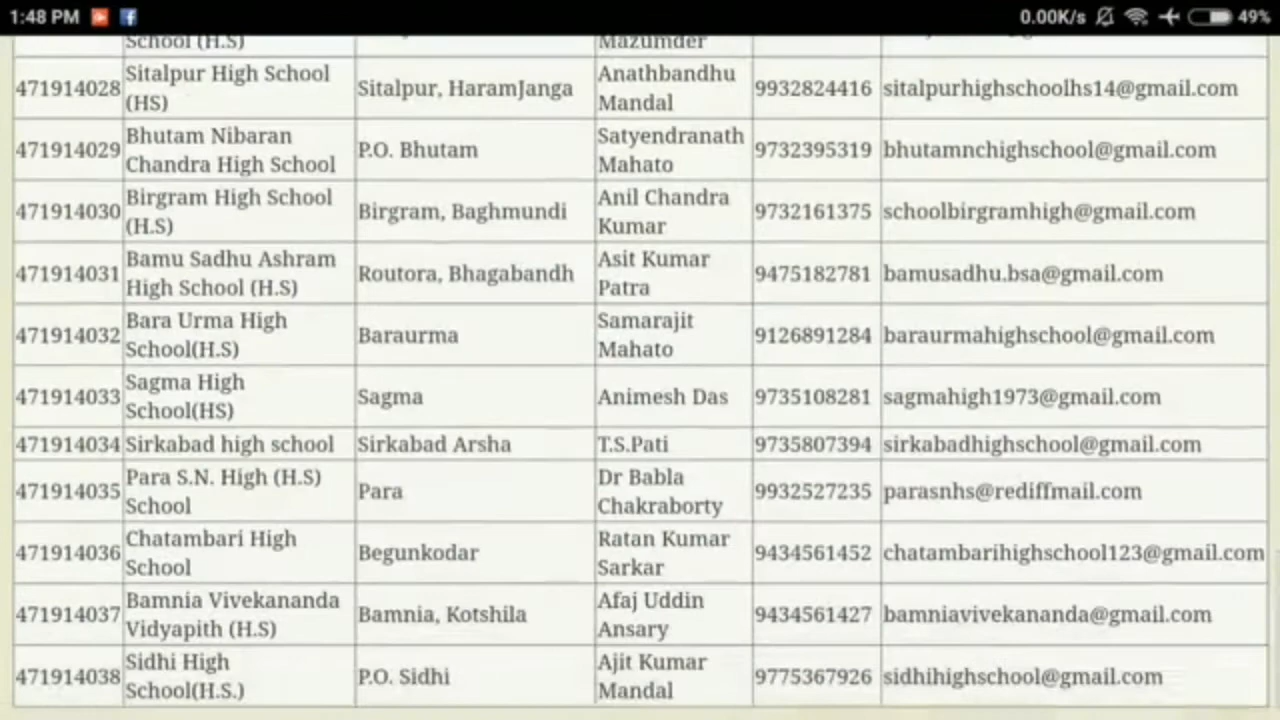 1:48 PM 0.00K/s 49%
School (H.S) Mazumder
471914028 Sitalpur High School (HS) Sitalpur, HaramJanga Anathbandhu Mandal 9932824416 sitalpurhighschoolhs14@gmail.com
471914029 Bhutam Nibaran Chandra High School P.O. Bhutam Satyendranath Mahato 9732395319 bhutamnchighschool@gmail.com
471914030 Birgram High School (H.S) Birgram, Baghmundi Anil Chandra Kumar 9732161375 schoolbirgramhigh@gmail.com
471914031 Bamu Sadhu Ashram High School (H.S) Routora, Bhagabandh Asit Kumar Patra 9475182781 bamusadhu.bsa@gmail.com
471914032 Bara Urma High School(H.S) Baraurma Samarajit Mahato 9126891284 baraurmahighschool@gmail.com
471914033 Sagma High School(HS) Sagma Animesh Das 9735108281 sagmahigh1973@gmail.com
471914034 Sirkabad high school Sirkabad Arsha T.S.Pati 9735807394 sirkabadhighschool@gmail.com
471914035 Para S.N. High (H.S) School Para Dr Babla Chakraborty 9932527235 parasnhs@rediffmail.com
471914036 Chatambari High School Begunkodar Ratan Kumar Sarkar 9434561452 chatambarihighschool123@gmail.com
471914037 Bamnia Vivekananda Vidyapith (H.S) Bamnia, Kotshila Afaj Uddin Ansary 9434561427 bamniavivekananda@gmail.com
471914038 Sidhi High School(H.S.) P.O. Sidhi Ajit Kumar Mandal 9775367926 sidhihighschool@gmail.com